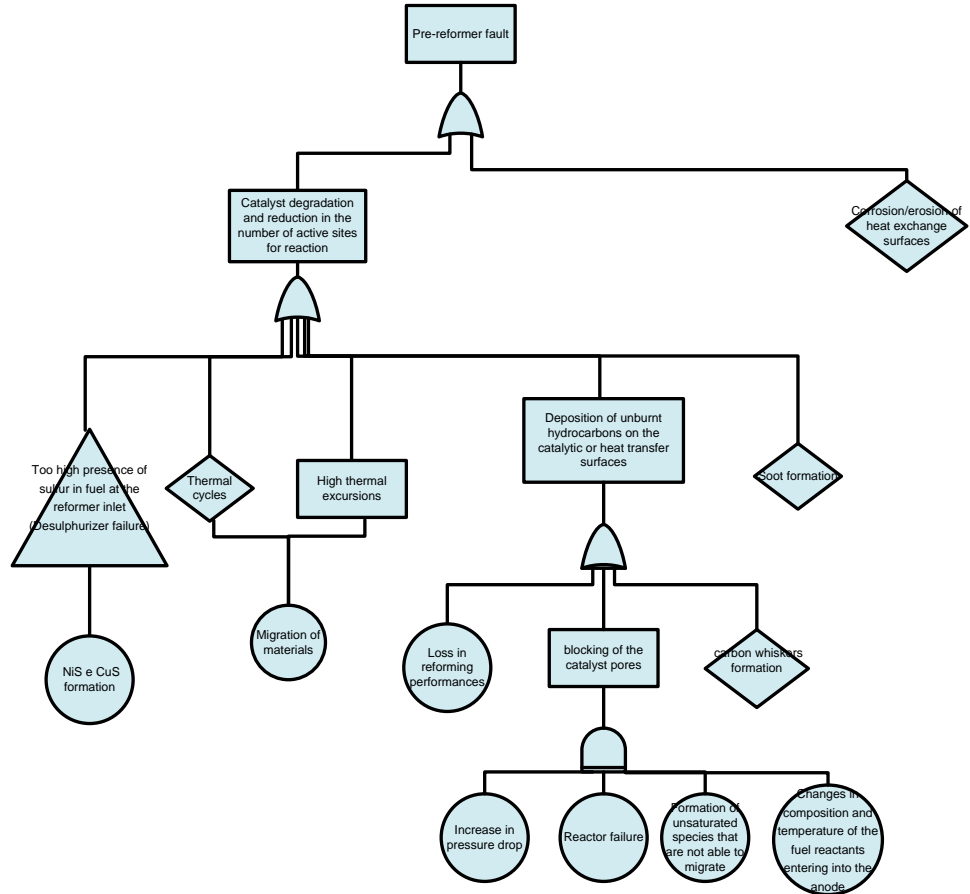 Pre-reformer fault
Catalyst degradation
and reduction in the
number of active sites
for reaction
Corrosion/erosion of
heat exchange
surfaces
Too high presence of
sulfur in fuel at the
reformer inlet
(Desulphurizer failure)
Thermal
cycles
High thermal
excursions
Deposition of unburnt
hydrocarbons on the
catalytic or heat transfer
surfaces
Soot formation
NiS e CuS
formation
Migration of
materials
Loss in
reforming
performances
blocking of the
catalyst pores
carbon whiskers
formation
Increase in
pressure drop
Reactor failure
Formation of
unsaturated
species that
are not able to
migrate
Changes in
composition and
temperature of the
fuel reactants
entering into the
anode